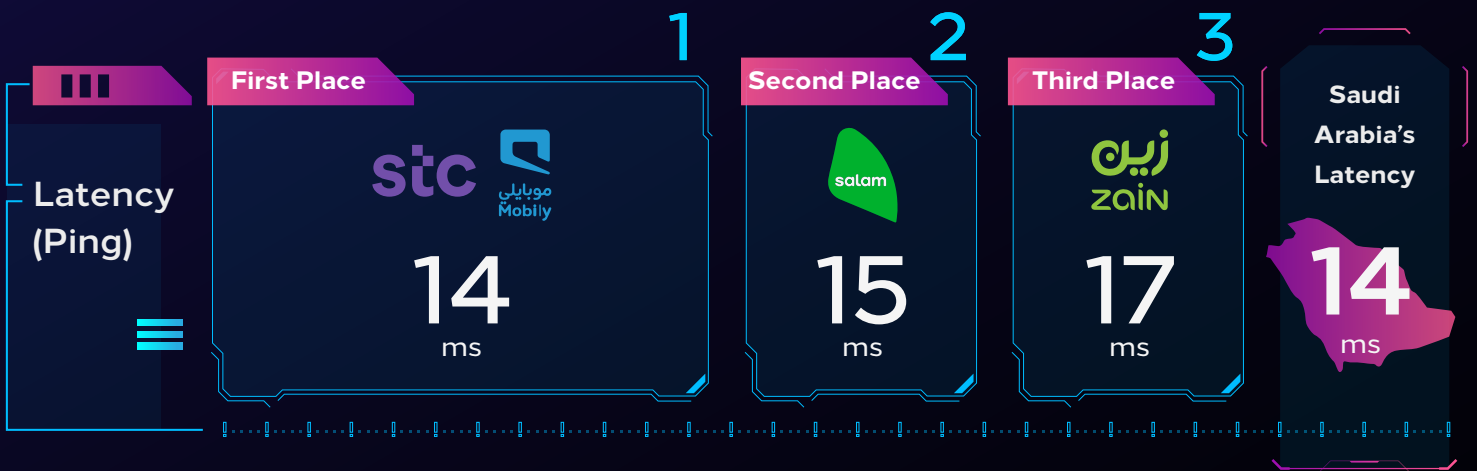 Latency
(Ping)
1
First Place
stc
موبايلي
Mobily
14
ms
2
Second Place
salam
15
ms
3
Third Place
زين
zain
17
ms
Saudi
Arabia's
Latency
14
ms